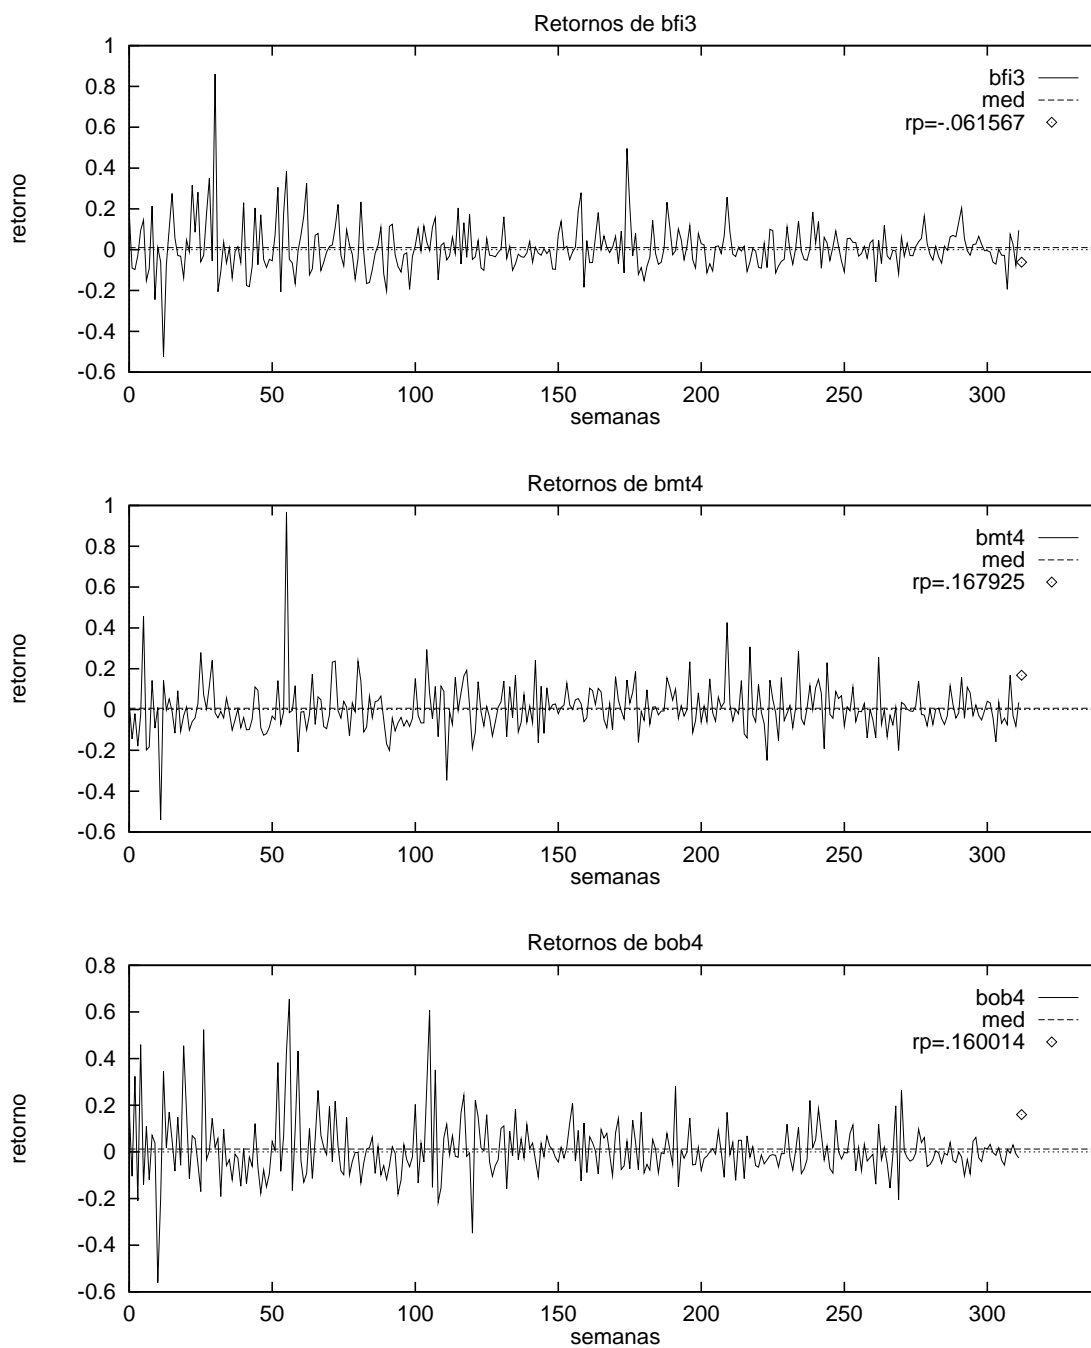 Retornos de bfi3
1
0.8
0.6
0.4
0.2
0
-0.2
-0.4
-0.6
retorno
bfi3
med
rp=-.061567
0 50 100 150 200 250 300
semanas
Retornos de bmt4
1
0.8
0.6
0.4
0.2
0
-0.2
-0.4
-0.6
retorno
bmt4
med
rp=.167925
0 50 100 150 200 250 300
semanas
Retornos de bob4
0.8
0.6
0.4
0.2
0
-0.2
-0.4
-0.6
retorno
bob4
med
rp=.160014
0 50 100 150 200 250 300
semanas